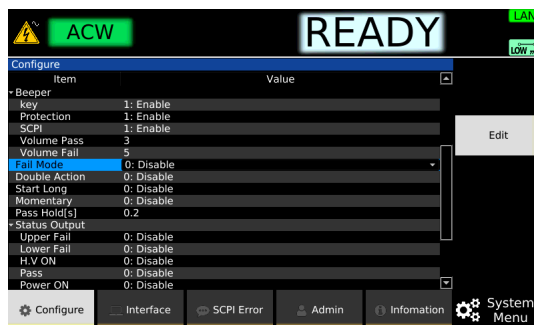 LAN
ACW
READY
LOW
Configure
Item Value
Beeper
key 1: Enable
Protection 1: Enable
SCPI 1: Enable
Volume Pass 3
Volume Fail 5
Fail Mode 0: Disable
Double Action 0: Disable
Start Long 0: Disable
Momentary 0: Disable
Pass Hold[s] 0.2
Status Output
Upper Fail 0: Disable
Lower Fail 0: Disable
H.V ON 0: Disable
Pass 0: Disable
Power ON 0: Disable
Edit
Configure Interface SCPI Error Admin Infomation
System
Menu